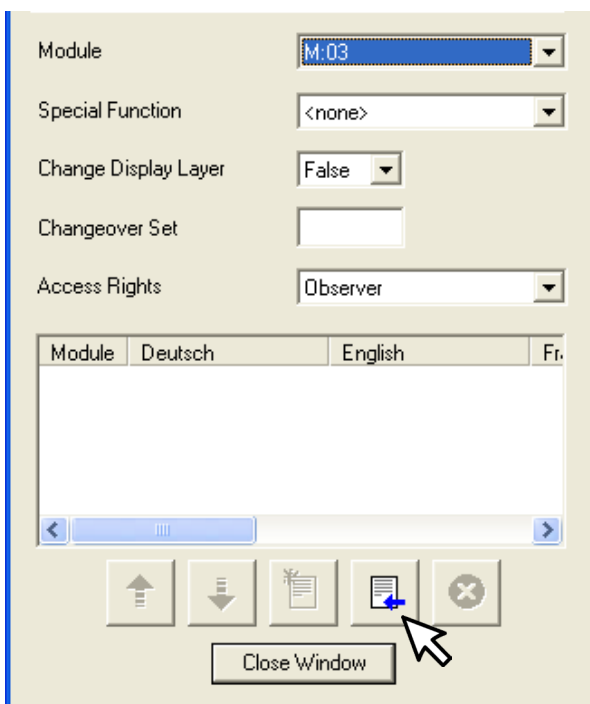 Module M:03
Special Function <none>
Change Display Layer False
Changeover Set
Access Rights Observer
Module Deutsch English Fr
Close Window